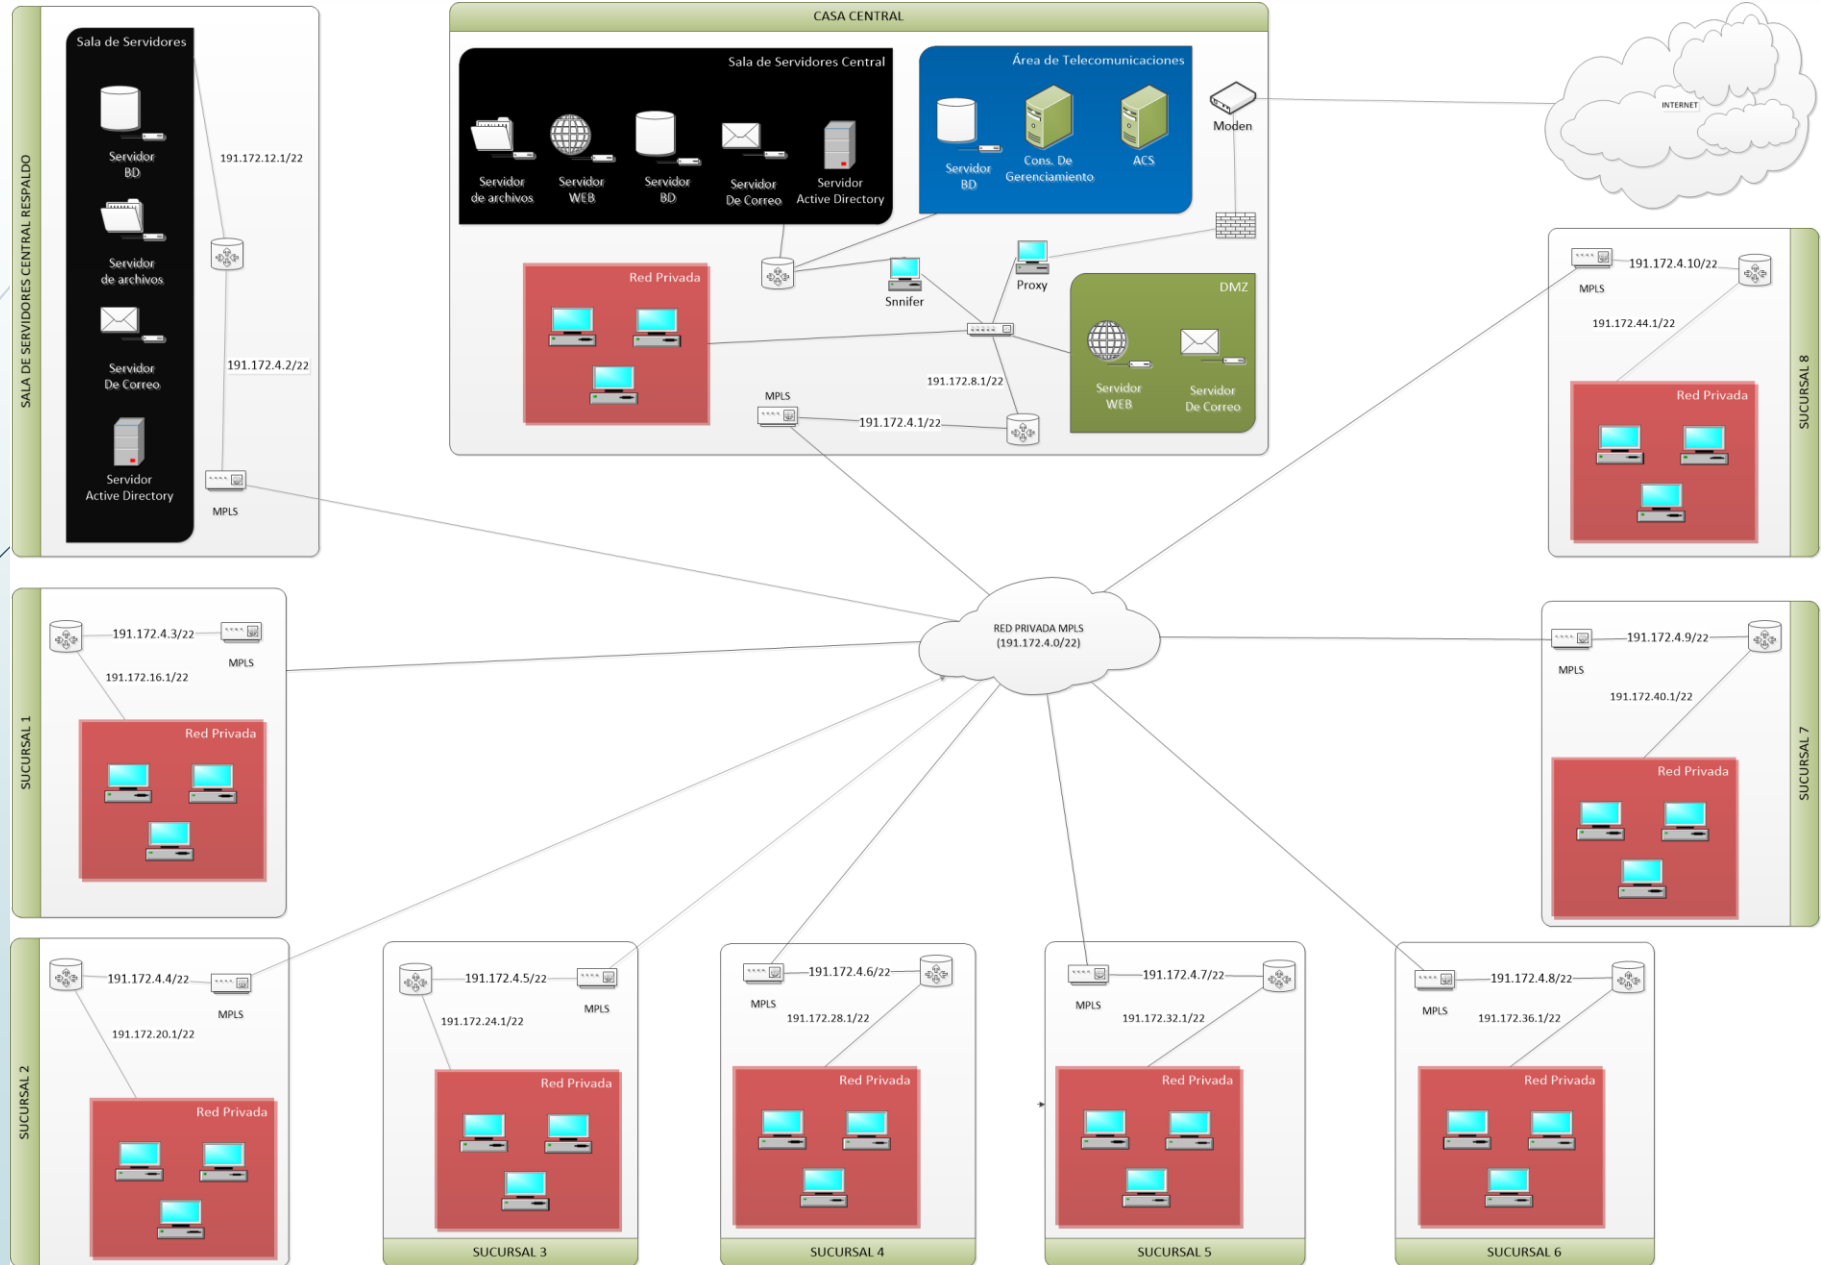 SALA DE SERVIDORES CENTRAL RESPALDO
Sala de Servidores
Servidor
BD
Servidor
de archivos
Servidor
De Correo
Servidor
Active Directory
191.172.12.1/22
191.172.4.2/22
MPLS
CASA CENTRAL
Sala de Servidores Central
Servidor
de archivos
Servidor
WEB
Servidor
BD
Servidor
De Correo
Servidor
Active Directory
Área de Telecomunicaciones
Servidor
BD
Cons. De
Gerenciamiento
ACS
Moden
INTERNET
Red Privada
Snnifer
Proxy
DMZ
Servidor
WEB
Servidor
De Correo
191.172.8.1/22
MPLS
191.172.4.1/22
SUCURSAL 8
191.172.4.10/22
MPLS
191.172.44.1/22
Red Privada
RED PRIVADA MPLS
(191.172.4.0/22)
SUCURSAL 1
191.172.4.3/22
MPLS
191.172.16.1/22
Red Privada
SUCURSAL 7
191.172.4.9/22
MPLS
191.172.40.1/22
Red Privada
SUCURSAL 2
191.172.4.4/22
MPLS
191.172.20.1/22
Red Privada
191.172.4.5/22
MPLS
191.172.24.1/22
Red Privada
SUCURSAL 3
191.172.4.6/22
MPLS
191.172.28.1/22
Red Privada
SUCURSAL 4
191.172.4.7/22
MPLS
191.172.32.1/22
Red Privada
SUCURSAL 5
191.172.4.8/22
MPLS
191.172.36.1/22
Red Privada
SUCURSAL 6